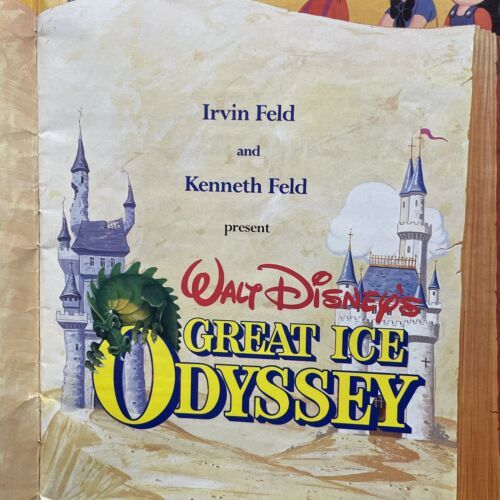 Irvin Feld
and
Kenneth Feld
present
WALT DISNEY'S
GREAT ICE
ODYSSEY